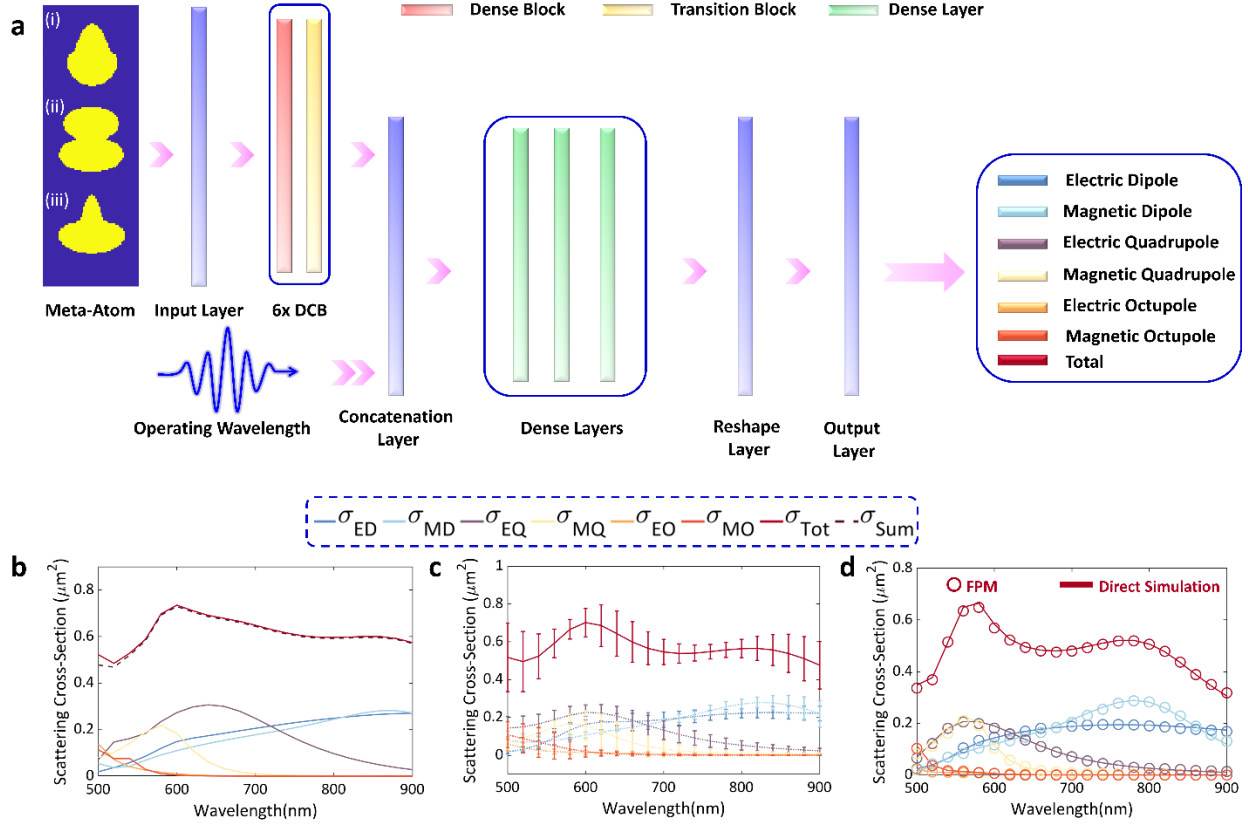 Dense Block Transition Block Dense Layer
a
(i)
(ii)
(iii)
Meta-Atom Input Layer 6x DCB
Operating Wavelength
Concatenation
Layer
Dense Layers
Reshape
Layer
Output
Layer
Electric Dipole
Magnetic Dipole
Electric Quadrupole
Magnetic Quadrupole
Electric Octupole
Magnetic Octupole
Total
σED σMD σEQ σMQ σEO σMO σTot σSum
b
Scattering Cross-Section (μm²)
0.8
0.6
0.4
0.2
0
500 600 700 800 900
Wavelength(nm)
c
Scattering Cross-Section (μm²)
1
0.8
0.6
0.4
0.2
0
500 600 700 800 900
Wavelength(nm)
d
FPM Direct Simulation
Scattering Cross-Section (μm²)
0.8
0.6
0.4
0.2
0
500 600 700 800 900
Wavelength(nm)